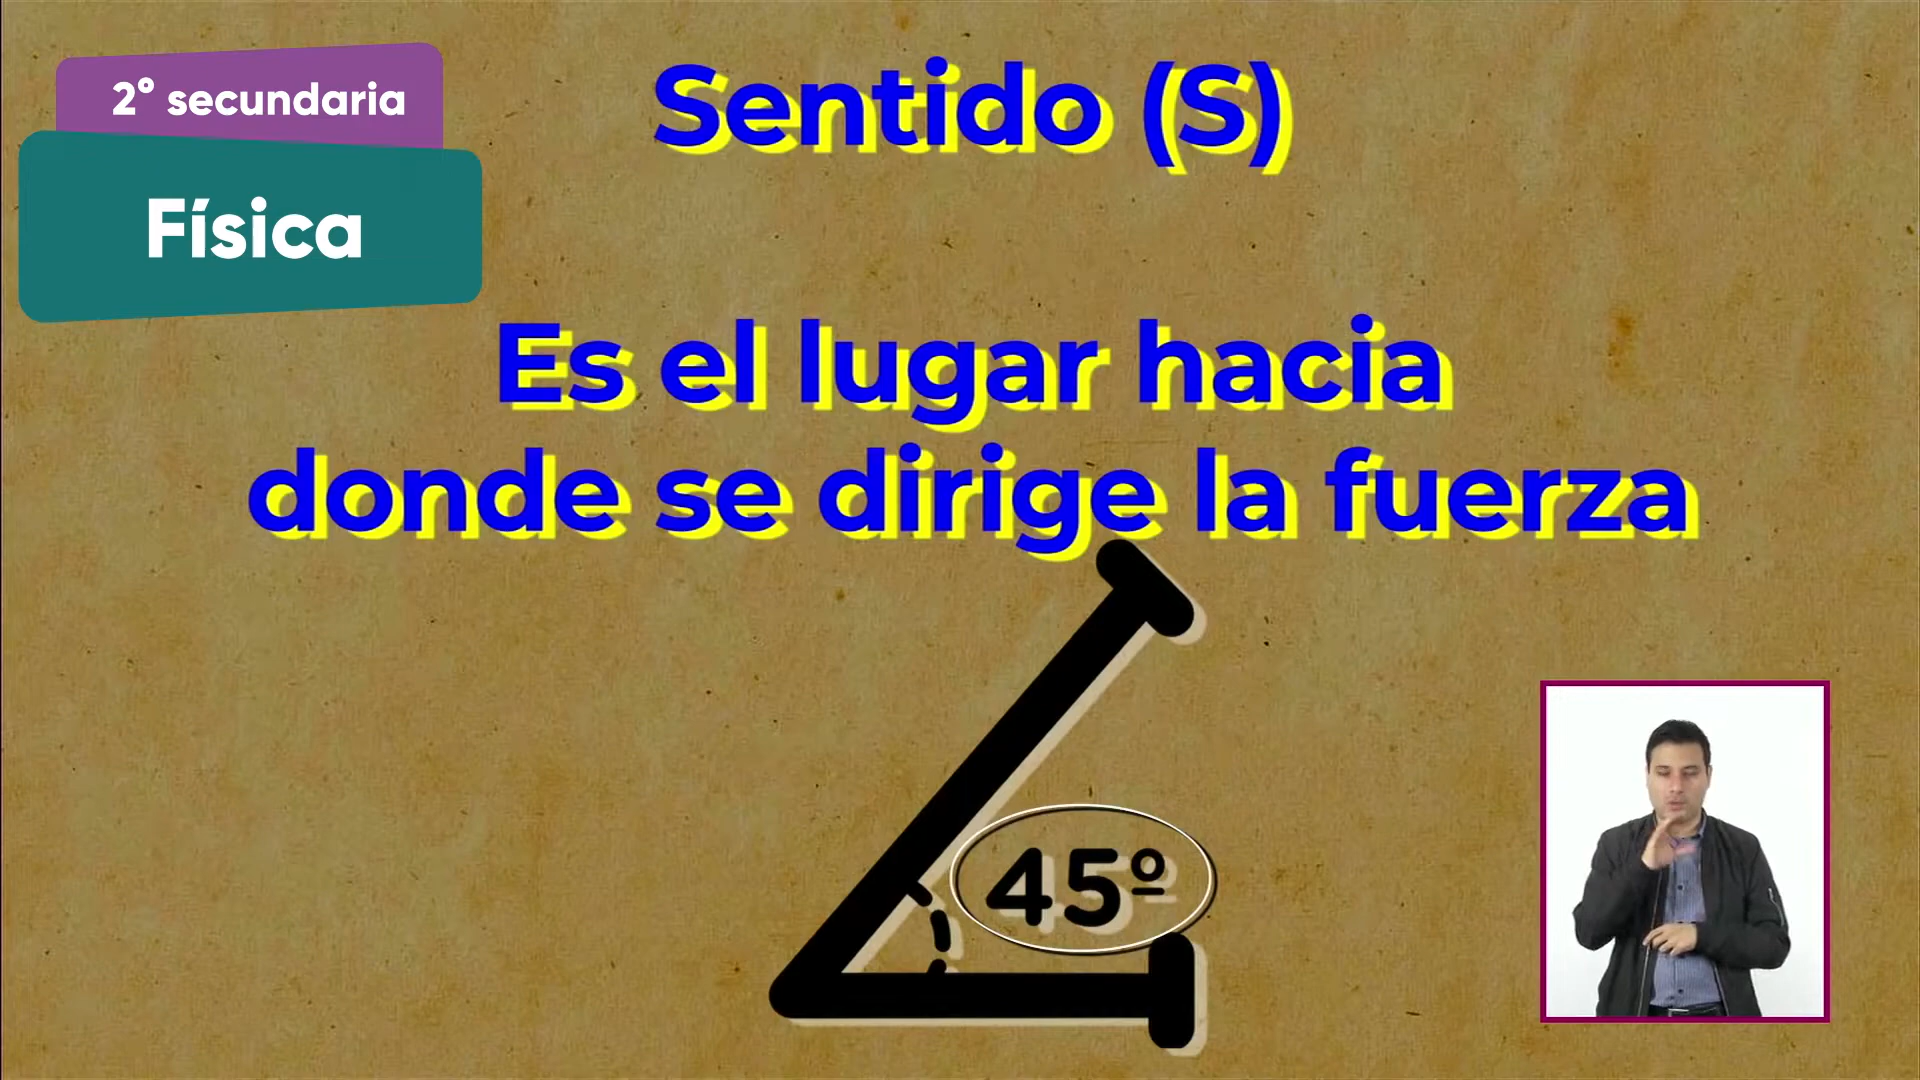 2° secundaria
Física
Sentido (S)
Es el lugar hacia
donde se dirige la fuerza
45º